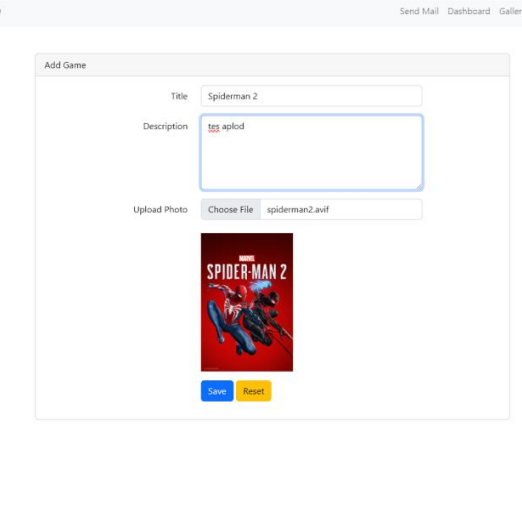 Send Mail Dashboard
Add Game
Title Spiderman 2
Description tes aplod
Upload Photo Choose File spiderman2.avif
MARVEL
SPIDER-MAN 2
Save Reset